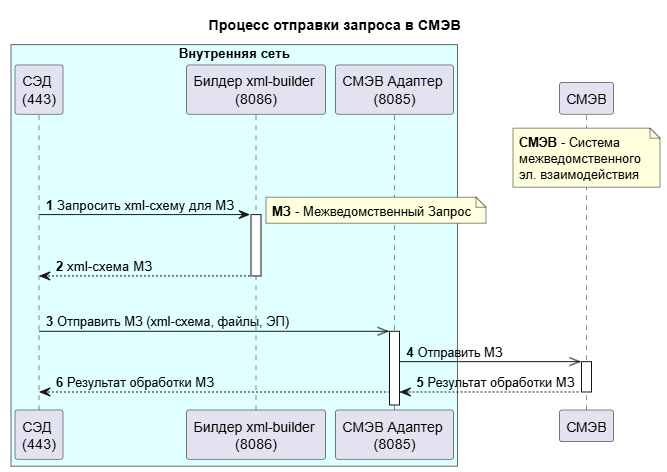 Процесс отправки запроса в СМЭВ
Внутренняя сеть
СЭД
(443)
Билдер xml-builder
(8086)
СМЭВ Адаптер
(8085)
СМЭВ
СМЭВ - Система
межведомственного
эл. взаимодействия
1 Запросить xml-схему для МЗ
МЗ - Межведомственный Запрос
2 xml-схема МЗ
3 Отправить МЗ (xml-схема, файлы, ЭП)
4 Отправить МЗ
5 Результат обработки МЗ
6 Результат обработки МЗ
СЭД
(443)
Билдер xml-builder
(8086)
СМЭВ Адаптер
(8085)
СМЭВ